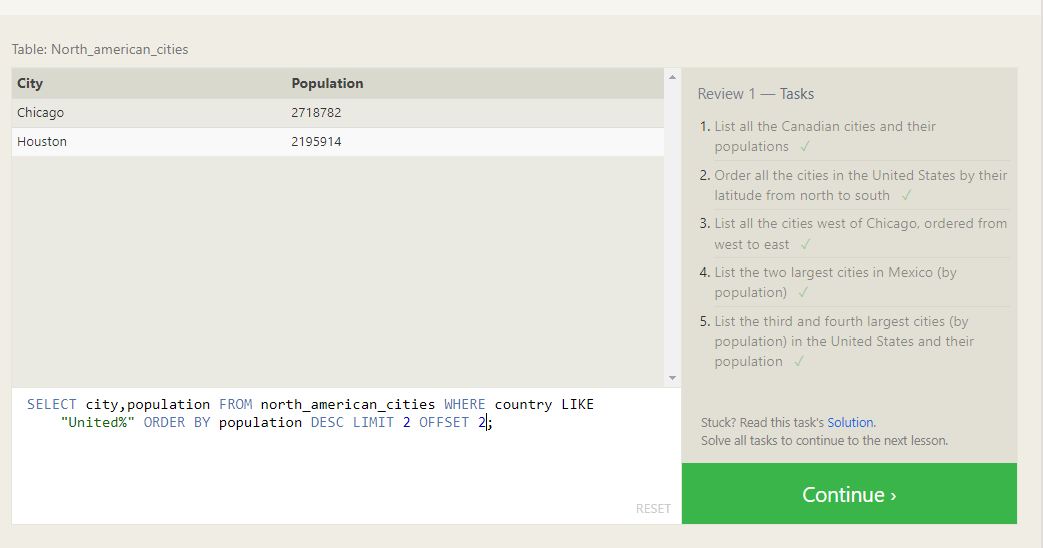 Table: North_american_cities
City Population
Chicago 2718782
Houston 2195914
SELECT city,population FROM north_american_cities WHERE country LIKE
"United%" ORDER BY population DESC LIMIT 2 OFFSET 2;
RESET
Review 1 — Tasks
1. List all the Canadian cities and their
populations ✓
2. Order all the cities in the United States by their
latitude from north to south ✓
3. List all the cities west of Chicago, ordered from
west to east ✓
4. List the two largest cities in Mexico (by
population) ✓
5. List the third and fourth largest cities (by
population) in the United States and their
population ✓
Stuck? Read this task's Solution.
Solve all tasks to continue to the next lesson.
Continue ›